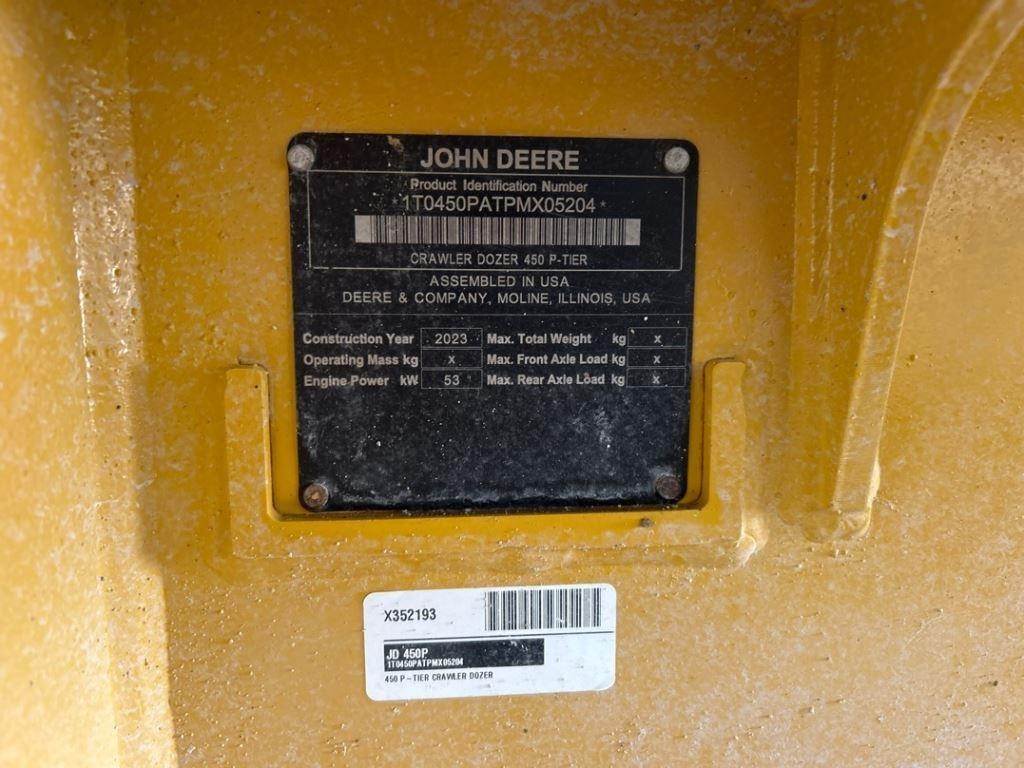 JOHN DEERE
Product Identification Number
*1T0450PATPMX05204*
CRAWLER DOZER 450 P-TIER
ASSEMBLED IN USA
DEERE & COMPANY, MOLINE, ILLINOIS, USA
Construction Year 2023 Max. Total Weight kg x
Operating Mass kg x Max. Front Axle Load kg x
Engine Power kW 53 Max. Rear Axle Load kg x
X352193
JD 450P
1T0450PATPMX05204
450 P-TIER CRAWLER DOZER